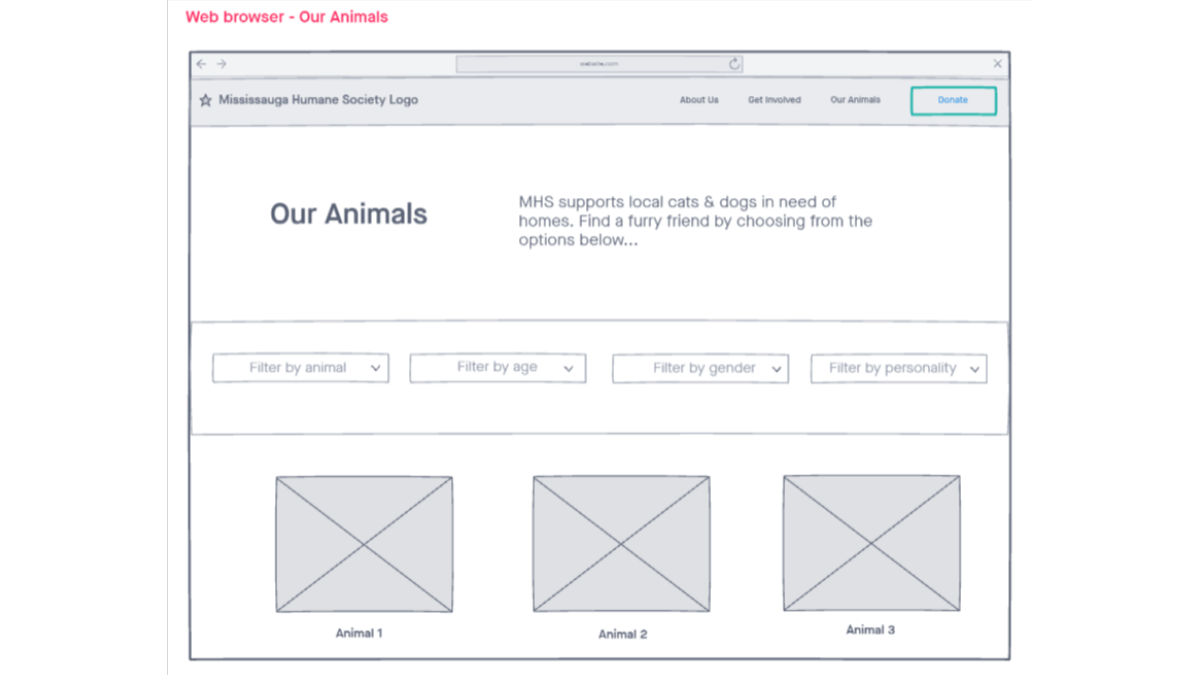 Web browser - Our Animals
website.com
Mississauga Humane Society Logo
About Us
Get Involved
Our Animals
Donate
Our Animals
MHS supports local cats & dogs in need of
homes. Find a furry friend by choosing from the
options below...
Filter by animal
Filter by age
Filter by gender
Filter by personality
Animal 1
Animal 2
Animal 3